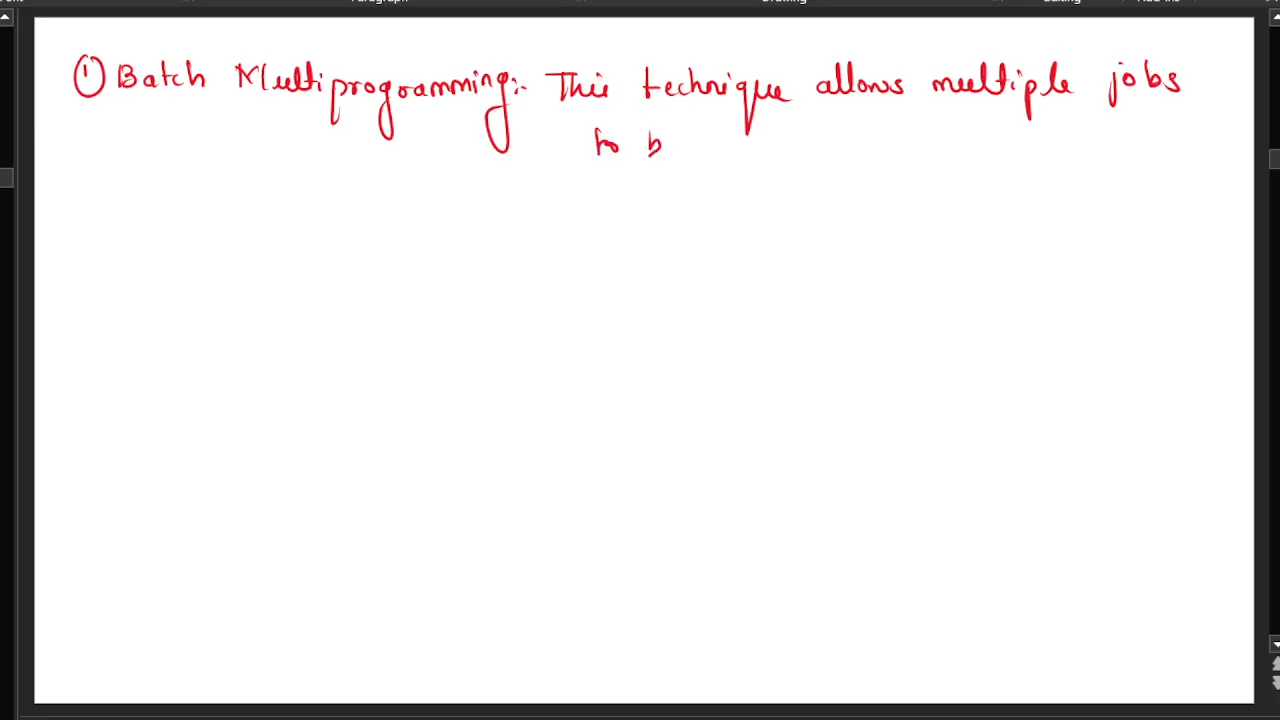 ① Batch Multiprogramming:- This technique allows multiple jobs
to b